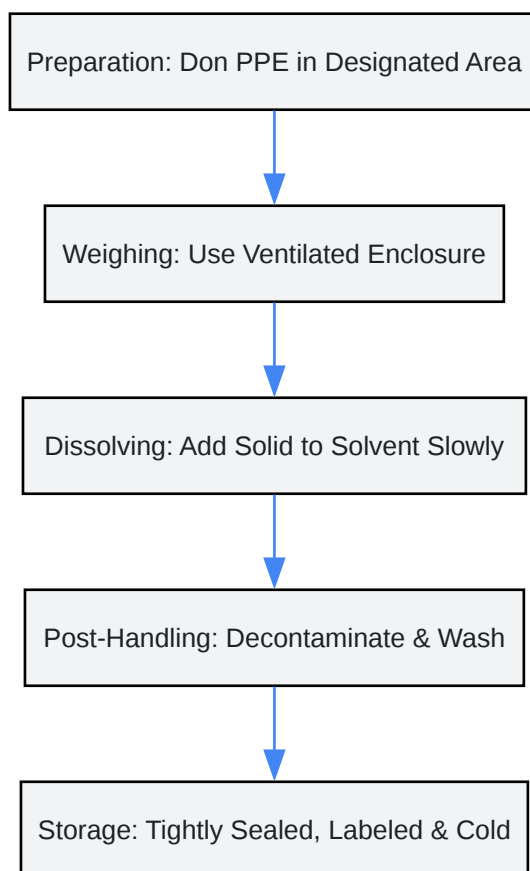 Preparation: Don PPE in Designated Area
Weighing: Use Ventilated Enclosure
Dissolving: Add Solid to Solvent Slowly
Post-Handling: Decontaminate & Wash
Storage: Tightly Sealed, Labeled & Cold